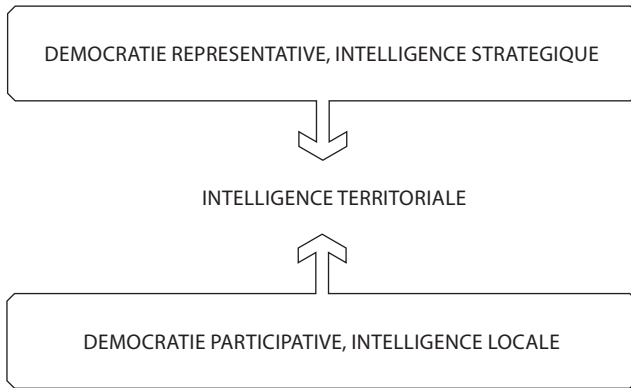 DEMOCRATIE REPRESENTATIVE, INTELLIGENCE STRATEGIQUE
INTELLIGENCE TERRITORIALE
DEMOCRATIE PARTICIPATIVE, INTELLIGENCE LOCALE